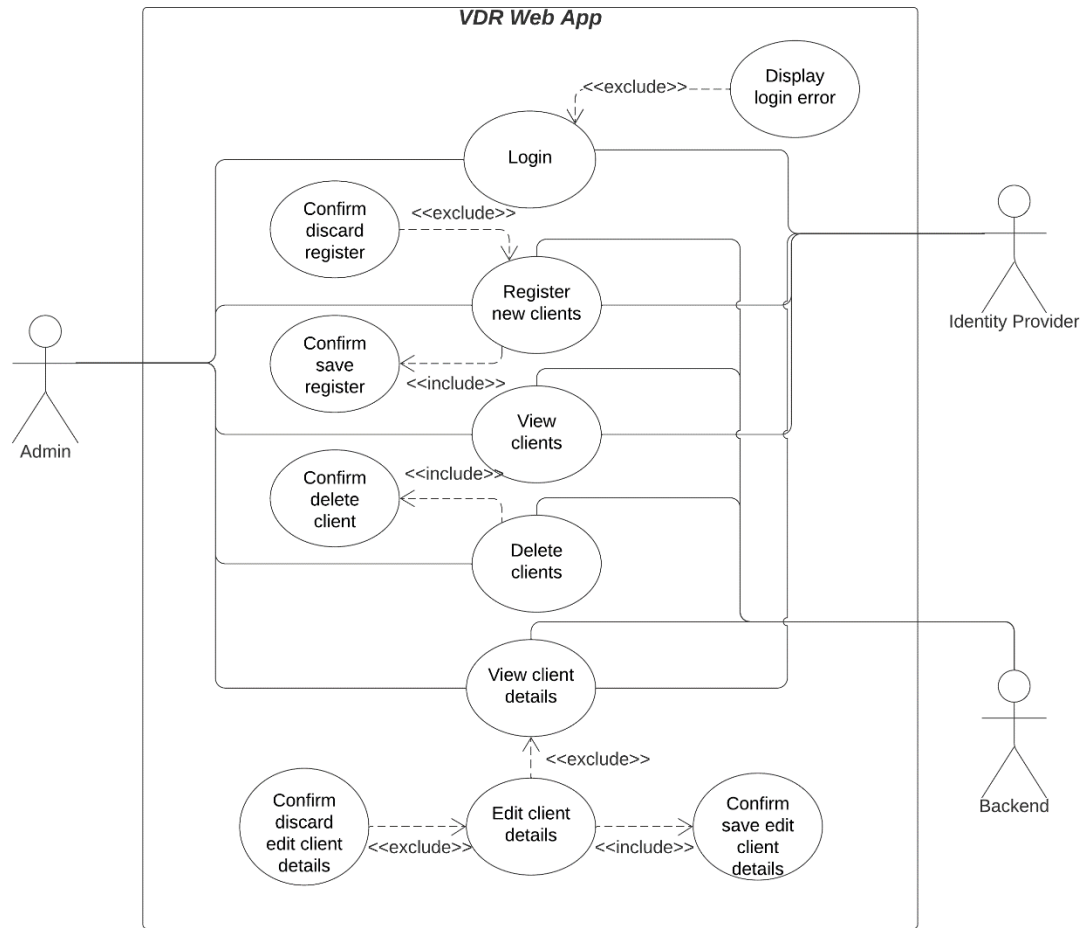 VDR Web App
Display
login error
<<exclude>>
Login
Confirm
discard
register
<<exclude>>
Register
new clients
Identity Provider
Confirm
save
register
<<include>>
View
clients
Admin
<<include>>
Confirm
delete
client
Delete
clients
View client
details
<<exclude>>
Confirm
discard
edit client
details
<<exclude>>
Edit client
details
<<include>>
Confirm
save edit
client
details
Backend